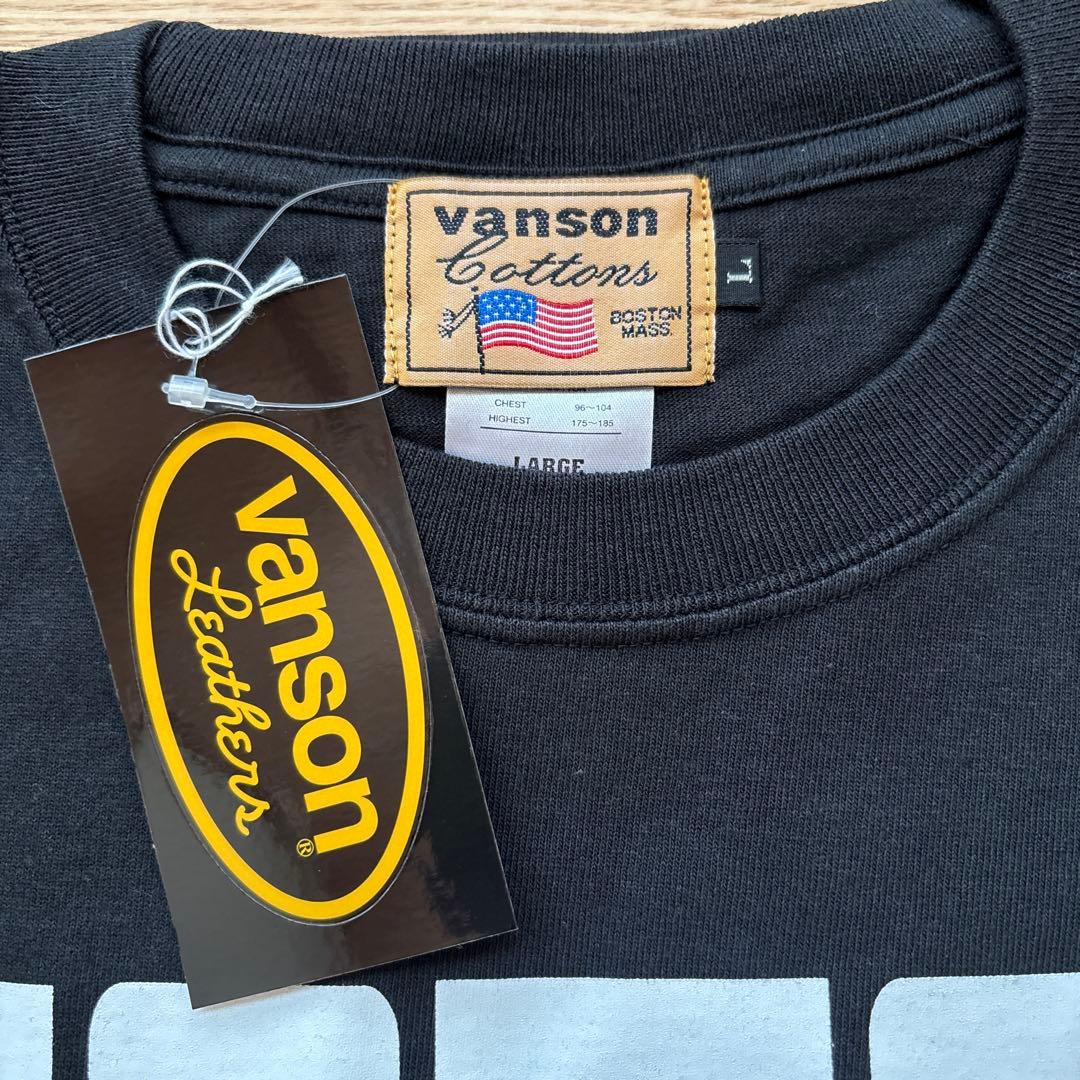 vanson
Cottons
BOSTON
MASS.
L
CHEST 96～104
HIGHEST 175～185
LARGE
vanson®
Leathers